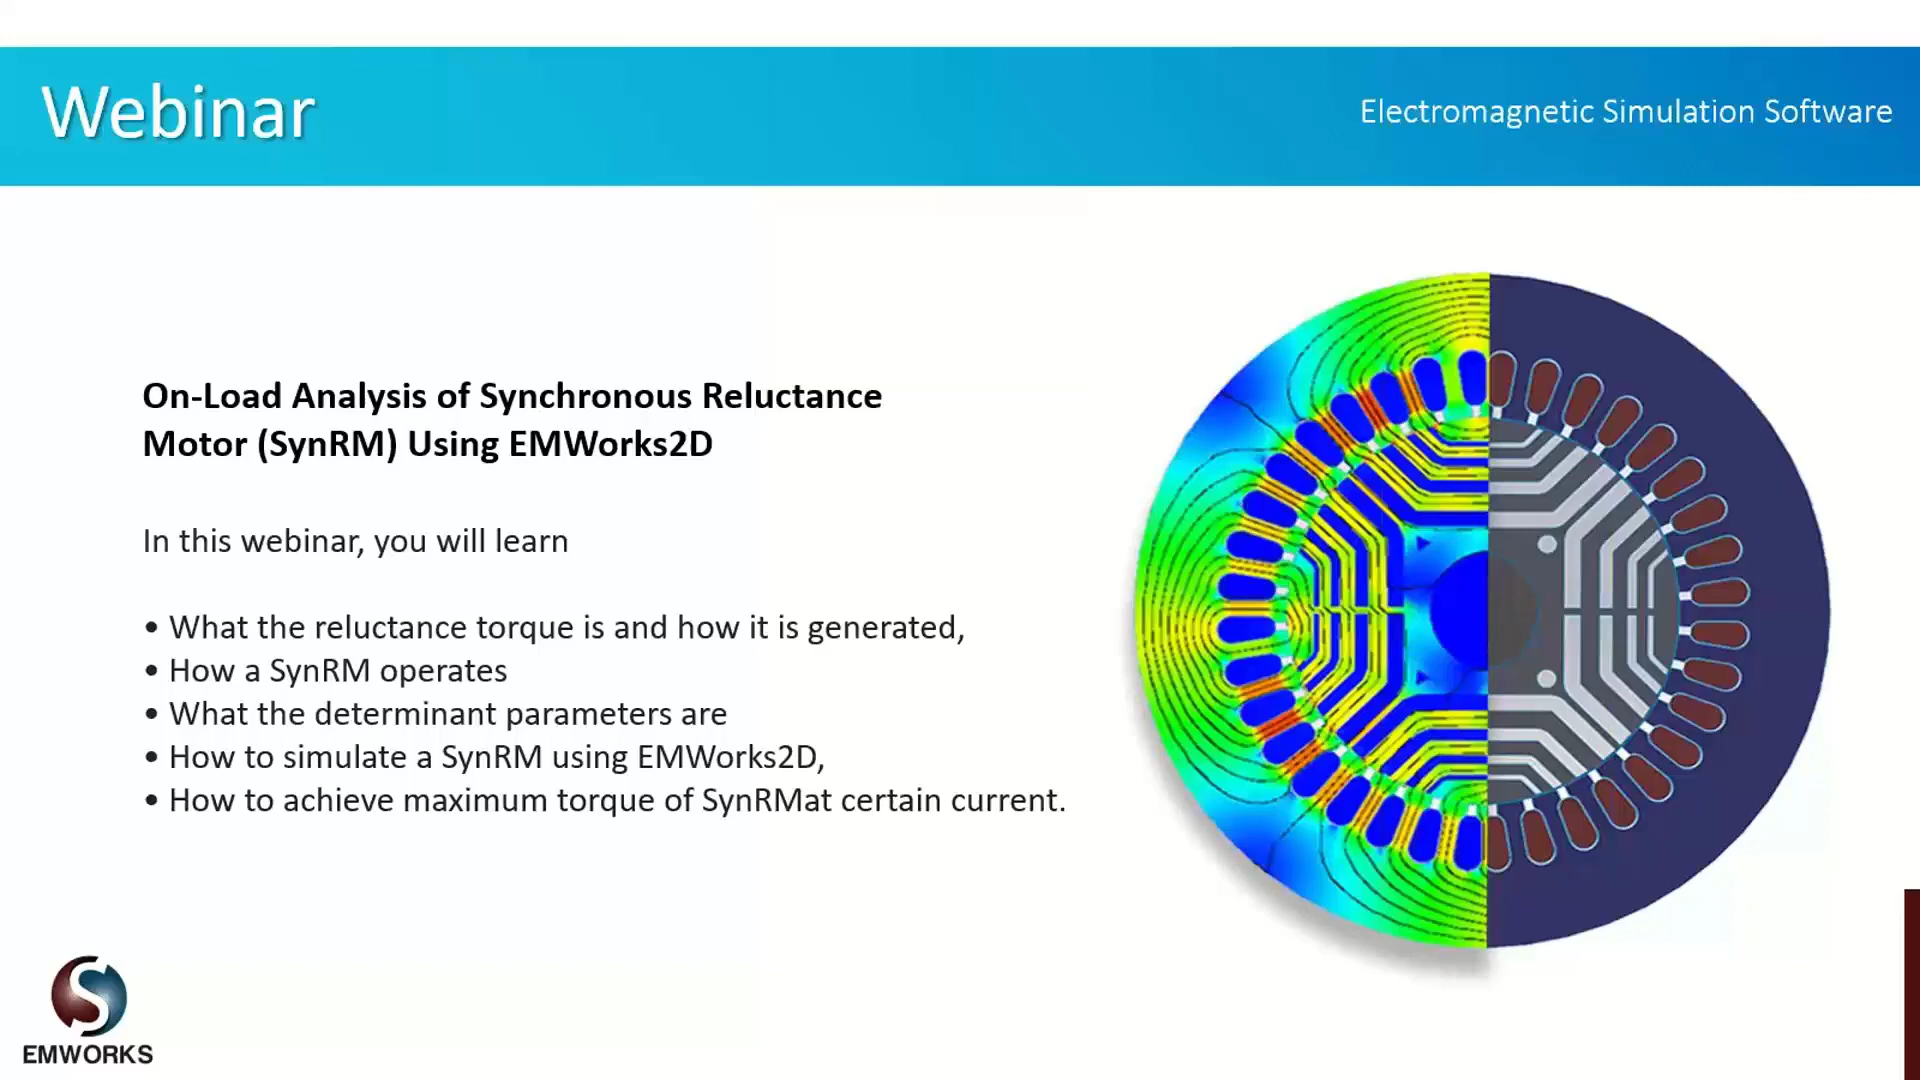 Webinar
Electromagnetic Simulation Software
On-Load Analysis of Synchronous Reluctance
Motor (SynRM) Using EMWorks2D
In this webinar, you will learn
• What the reluctance torque is and how it is generated,
• How a SynRM operates
• What the determinant parameters are
• How to simulate a SynRM using EMWorks2D,
• How to achieve maximum torque of SynRMat certain current.
EMWORKS